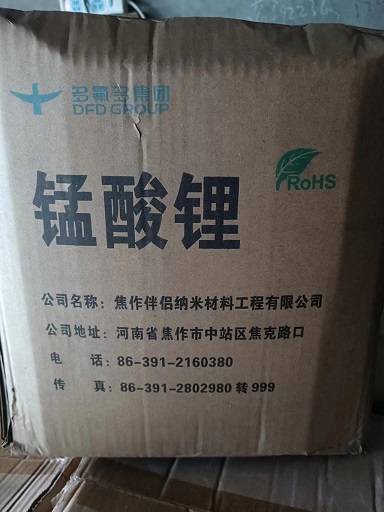 多氟多集团
DFD GROUP
RoHS
锰酸锂
公司名称：焦作伴侣纳米材料工程有限公司
公司地址：河南省焦作市中站区焦克路口
电 话：86-391-2160380
传 真：86-391-2802980 转 999